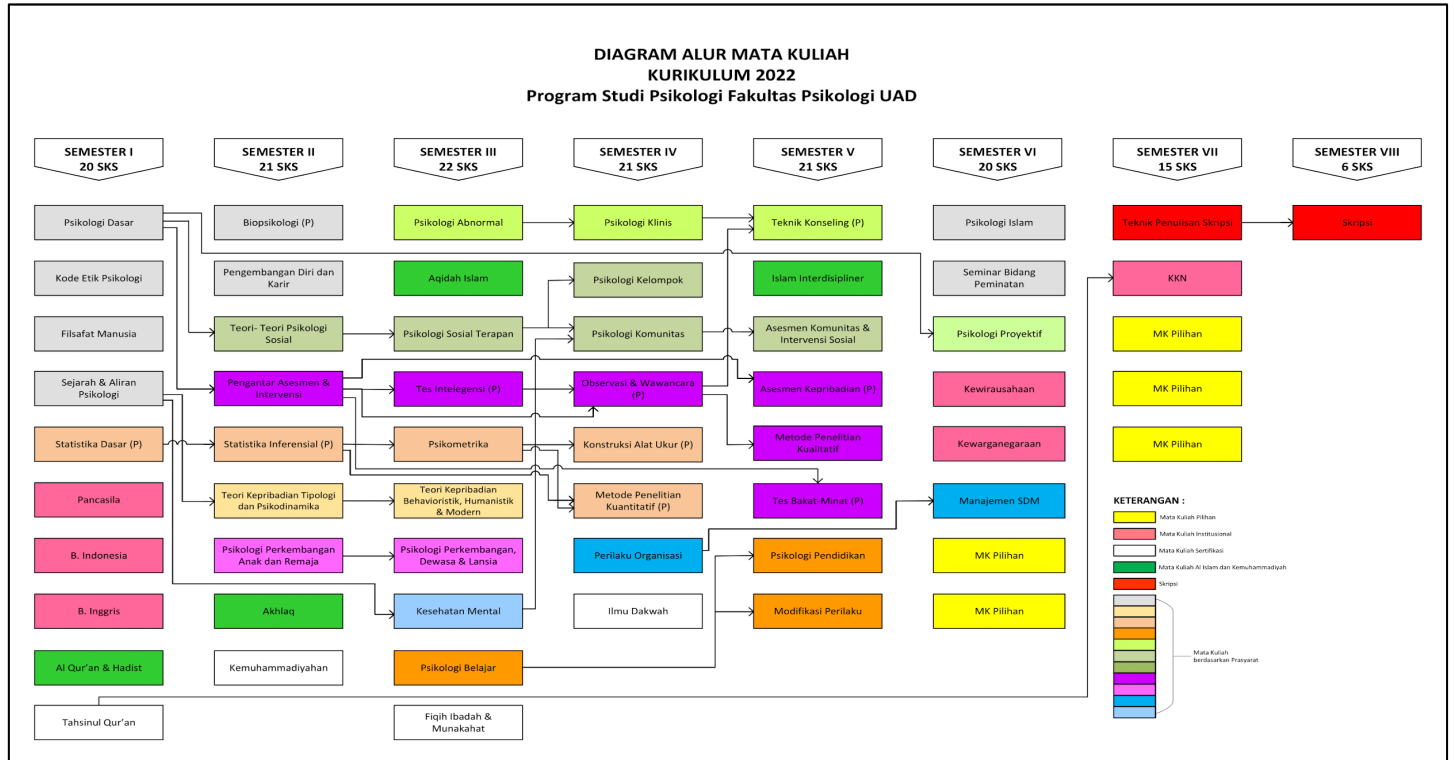 DIAGRAM ALUR MATA KULIAH
KURIKULUM 2022
Program Studi Psikologi Fakultas Psikologi UAD
SEMESTER I
20 SKS
Psikologi Dasar
Kode Etik Psikologi
Filsafat Manusia
Sejarah & Aliran
Psikologi
Statistika Dasar (P)
Pancasila
B. Indonesia
B. Inggris
Al Qur'an & Hadist
Tahsinul Qur'an
SEMESTER II
21 SKS
Biopsikologi (P)
Pengembangan Diri dan
Karir
Teori- Teori Psikologi
Sosial
Pengantar Asesmen &
Intervensi
Statistika Inferensial (P)
Teori Kepribadian Tipologi
dan Psikodinamika
Psikologi Perkembangan
Anak dan Remaja
Akhlaq
Kemuhammadiyahan
SEMESTER III
22 SKS
Psikologi Abnormal
Aqidah Islam
Psikologi Sosial Terapan
Tes Intelegensi (P)
Psikometrika
Teori Kepribadian
Behavioristik, Humanistik
& Modern
Psikologi Perkembangan,
Dewasa & Lansia
Kesehatan Mental
Psikologi Belajar
Fiqih Ibadah &
Munakahat
SEMESTER IV
21 SKS
Psikologi Klinis
Psikologi Kelompok
Psikologi Komunitas
Observasi & Wawancara
(P)
Konstruksi Alat Ukur (P)
Metode Penelitian
Kuantitatif (P)
Perilaku Organisasi
Ilmu Dakwah
SEMESTER V
21 SKS
Teknik Konseling (P)
Islam Interdisipliner
Asesmen Komunitas &
Intervensi Sosial
Asesmen Kepribadian (P)
Metode Penelitian
Kualitatif
Tes Bakat-Minat (P)
Psikologi Pendidikan
Modifikasi Perilaku
SEMESTER VI
20 SKS
Psikologi Islam
Seminar Bidang
Peminatan
Psikologi Proyektif
Kewirausahaan
Kewarganegaraan
Manajemen SDM
MK Pilihan
MK Pilihan
SEMESTER VII
15 SKS
Teknik Penulisan Skripsi
KKN
MK Pilihan
MK Pilihan
MK Pilihan
SEMESTER VIII
6 SKS
Skripsi
KETERANGAN :
Mata Kuliah Pilihan
Mata Kuliah Institusional
Mata Kuliah Sertifikasi
Mata Kuliah Al Islam dan Kemuhammadiyah
Skripsi
Mata Kuliah
berdasarkan Prasyarat